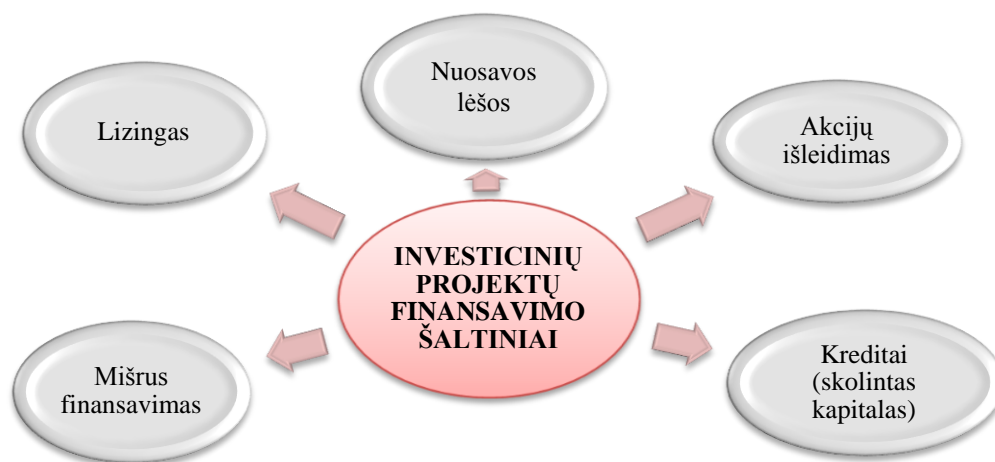 Nuosavos
lėšos
Lizingas
Akcijų
išleidimas
INVESTICINIŲ
PROJEKTŲ
FINANSAVIMO
ŠALTINIAI
Mišrus
finansavimas
Kreditai
(skolintas
kapitalas)